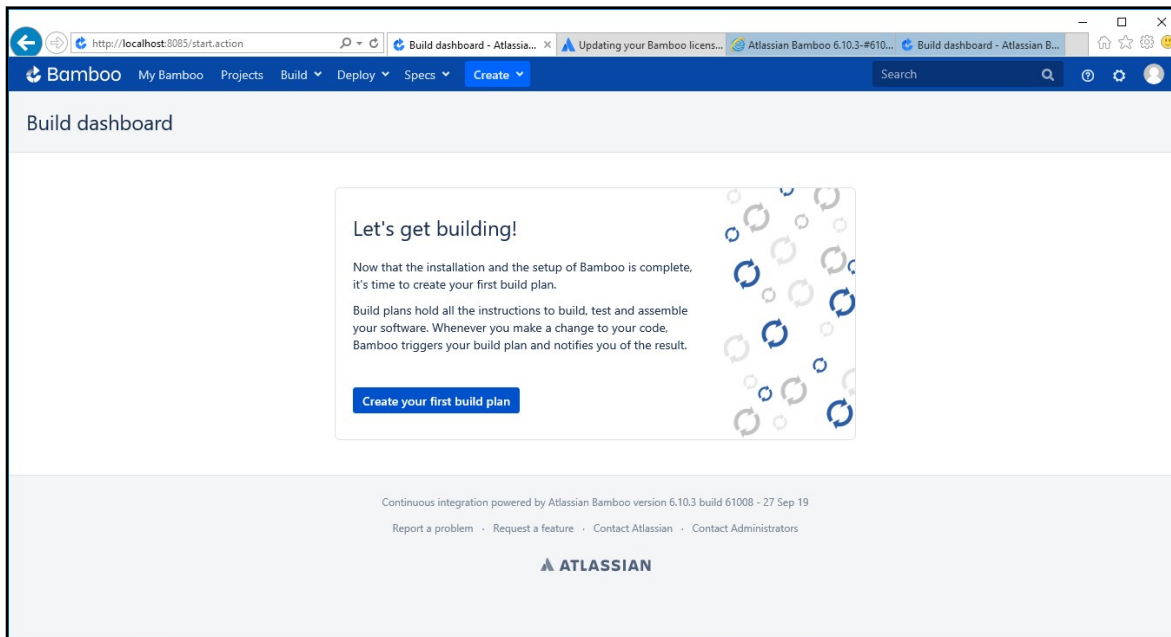 http://localhost:8085/start.action
Build dashboard - Atlassia...
Updating your Bamboo licens...
Atlassian Bamboo 6.10.3-#610...
Build dashboard - Atlassian B...
Bamboo My Bamboo Projects Build Deploy Specs Create Search
Build dashboard
Let's get building!
Now that the installation and the setup of Bamboo is complete,
it's time to create your first build plan.
Build plans hold all the instructions to build, test and assemble
your software. Whenever you make a change to your code,
Bamboo triggers your build plan and notifies you of the result.
Create your first build plan
Continuous integration powered by Atlassian Bamboo version 6.10.3 build 61008 - 27 Sep 19
Report a problem · Request a feature · Contact Atlassian · Contact Administrators
ATLASSIAN